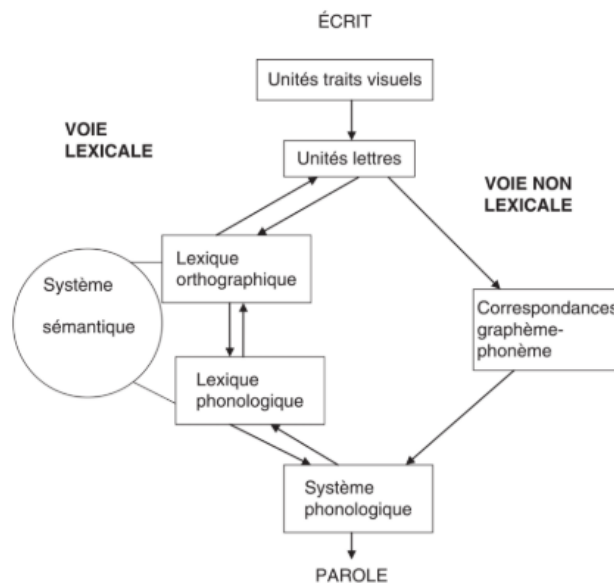 ÉCRIT
Unités traits visuels
VOIE
LEXICALE
Unités lettres
VOIE NON
LEXICALE
Lexique
orthographique
Système
sémantique
Correspondances
graphème-
phonème
Lexique
phonologique
Système
phonologique
PAROLE